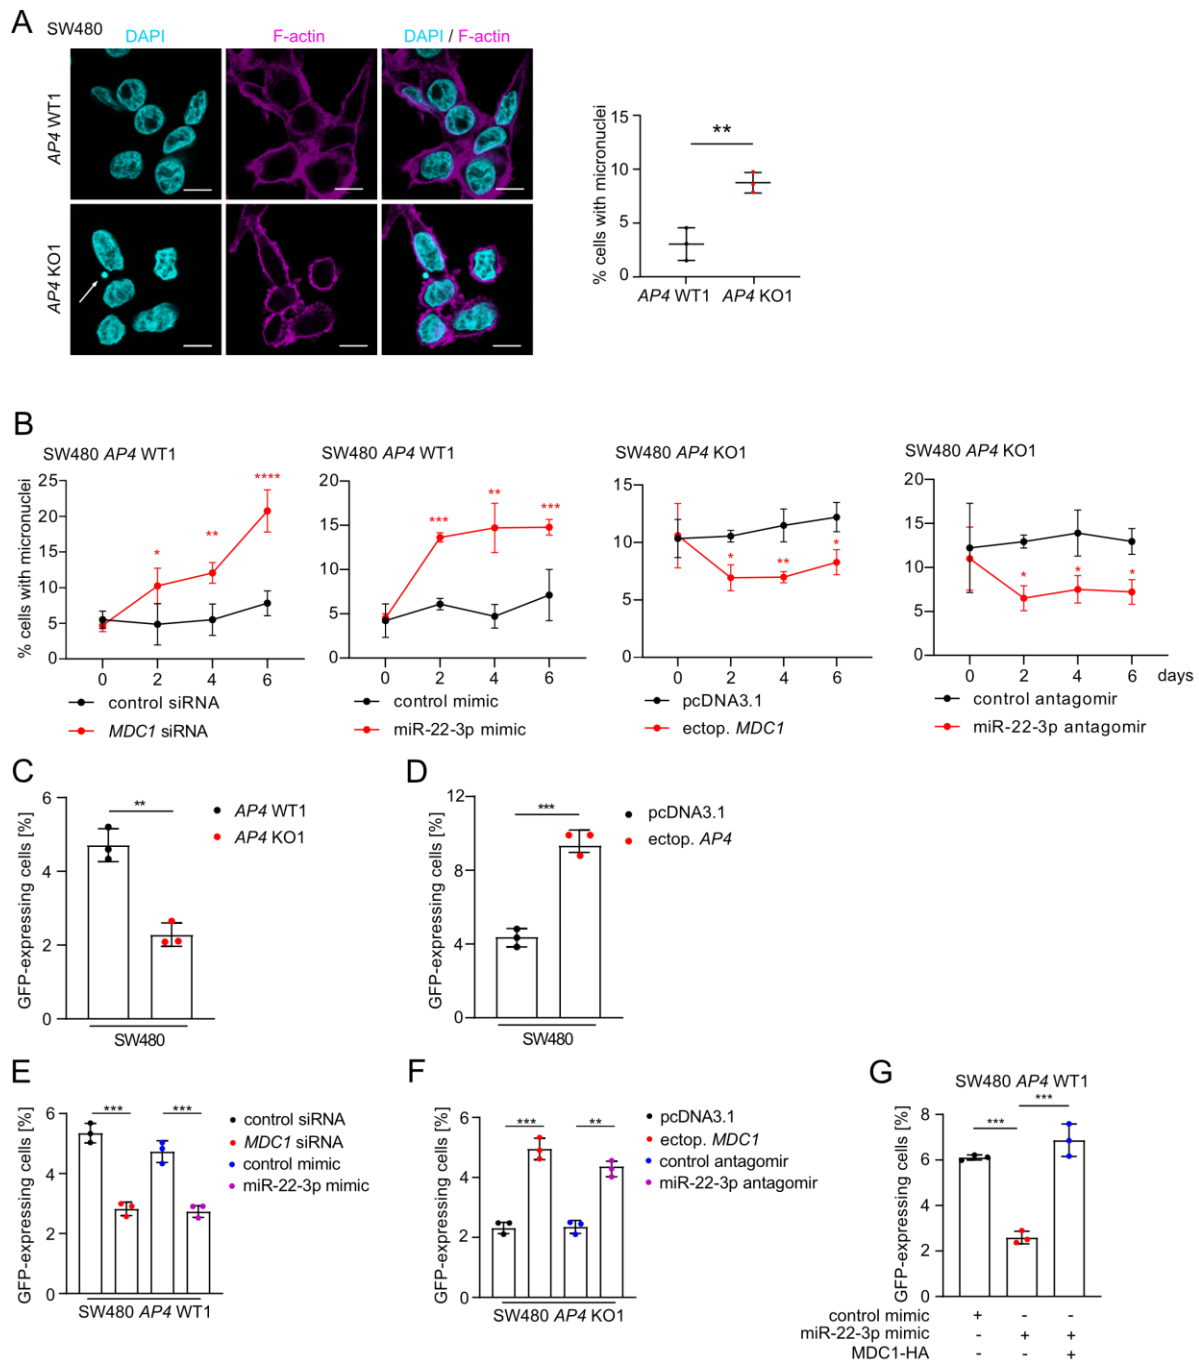 A
SW480
DAPI
F-actin
DAPI / F-actin
AP4 WT1
AP4 KO1
% cells with micronuclei
15
10
5
0
**
AP4 WT1
AP4 KO1
B
SW480 AP4 WT1
% cells with micronuclei
25
20
15
10
5
0
*
**
****
0 2 4 6
control siRNA
MDC1 siRNA
SW480 AP4 WT1
20
15
10
5
0
***
**
***
0 2 4 6
control mimic
miR-22-3p mimic
SW480 AP4 KO1
15
10
5
0
*
**
*
0 2 4 6
pcDNA3.1
ectop. MDC1
SW480 AP4 KO1
20
15
10
5
0
*
*
*
0 2 4 6 days
control antagomir
miR-22-3p antagomir
C
GFP-expressing cells [%]
6
4
2
0
**
SW480
AP4 WT1
AP4 KO1
D
GFP-expressing cells [%]
12
8
4
0
***
SW480
pcDNA3.1
ectop. AP4
E
GFP-expressing cells [%]
6
4
2
0
***
***
SW480 AP4 WT1
control siRNA
MDC1 siRNA
control mimic
miR-22-3p mimic
F
GFP-expressing cells [%]
6
4
2
0
***
**
SW480 AP4 KO1
pcDNA3.1
ectop. MDC1
control antagomir
miR-22-3p antagomir
G
SW480 AP4 WT1
GFP-expressing cells [%]
8
6
4
2
0
***
***
control mimic + - -
miR-22-3p mimic - + +
MDC1-HA - - +